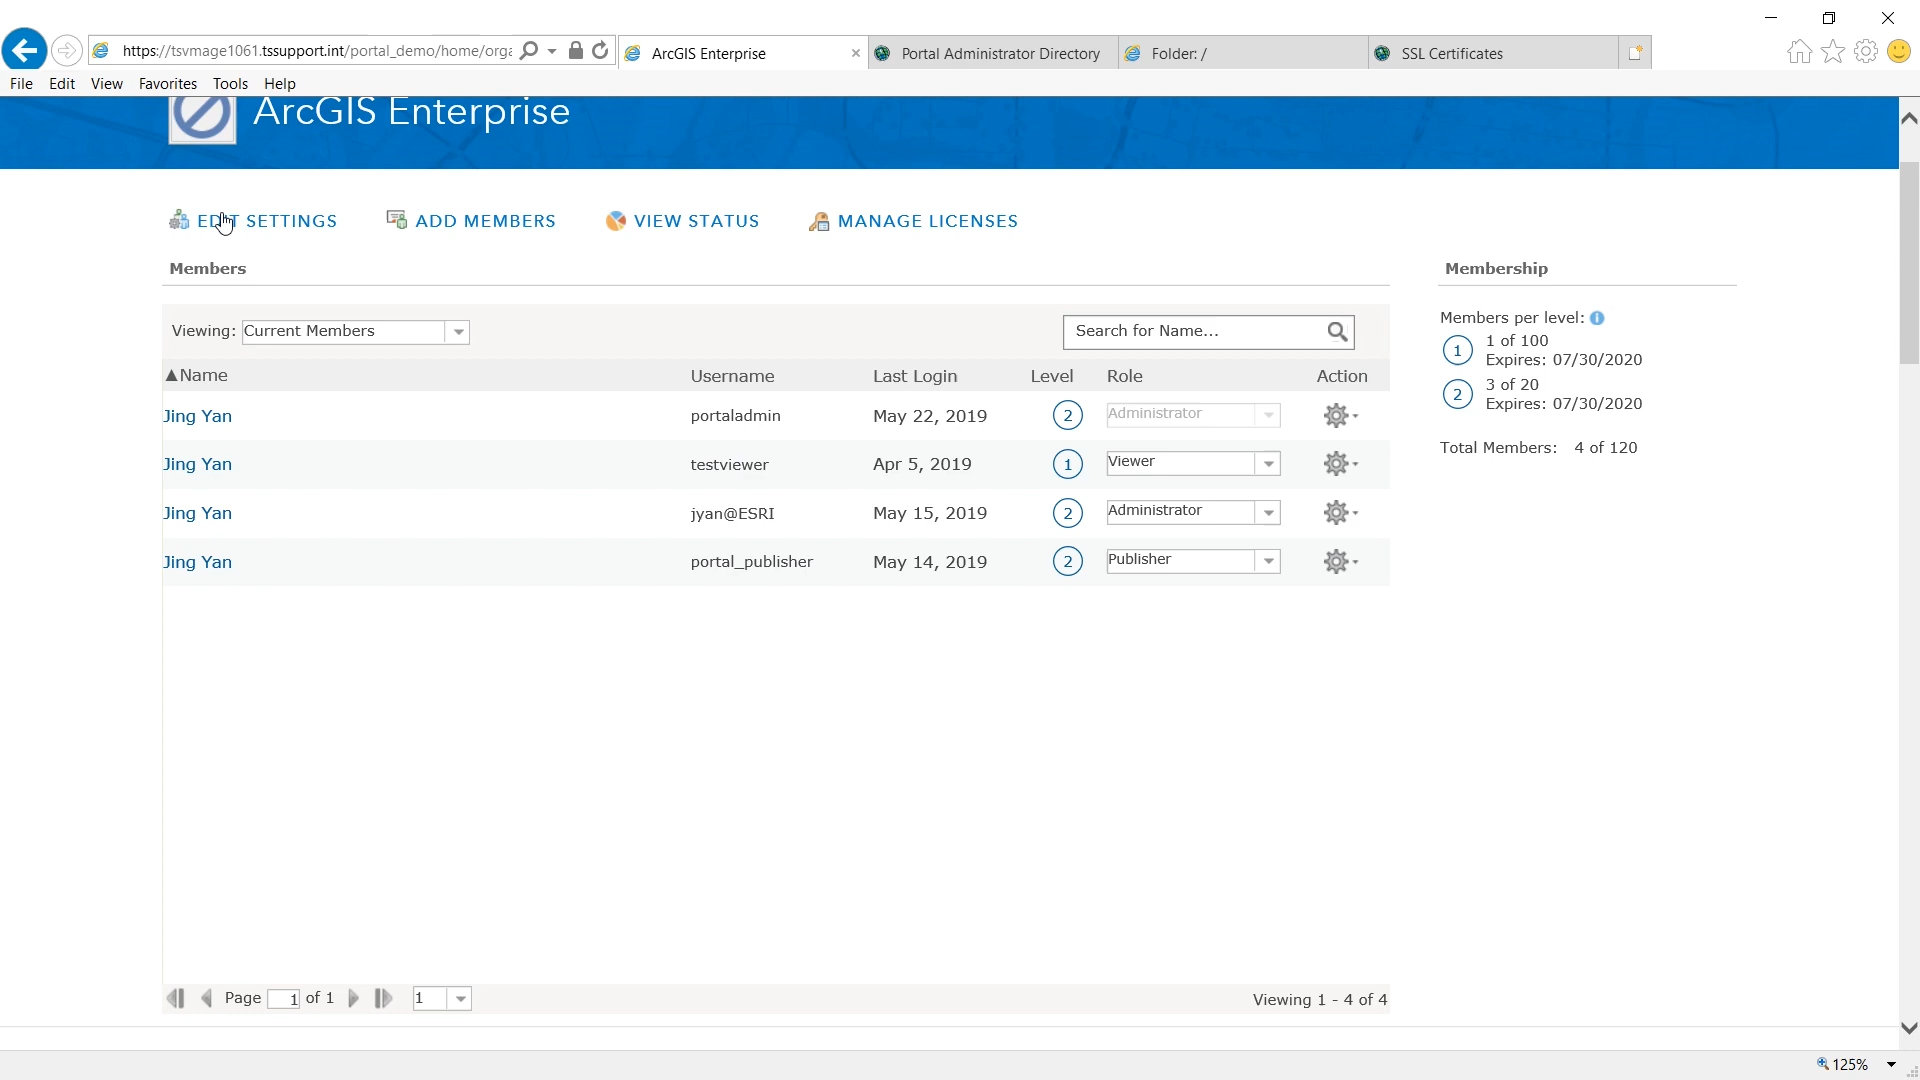 https://tsvmage1061.tssupport.int/portal_demo/home/orga
ArcGIS Enterprise
Portal Administrator Directory
Folder: /
SSL Certificates
File Edit View Favorites Tools Help
ArcGIS Enterprise
EDIT SETTINGS ADD MEMBERS VIEW STATUS MANAGE LICENSES
Members
Membership
Viewing: Current Members
Search for Name...
Members per level:
1 1 of 100
Expires: 07/30/2020
2 3 of 20
Expires: 07/30/2020
Total Members: 4 of 120
▲Name Username Last Login Level Role Action
Jing Yan portaladmin May 22, 2019 2 Administrator
Jing Yan testviewer Apr 5, 2019 1 Viewer
Jing Yan jyan@ESRI May 15, 2019 2 Administrator
Jing Yan portal_publisher May 14, 2019 2 Publisher
Page 1 of 1 1 Viewing 1 - 4 of 4
125%